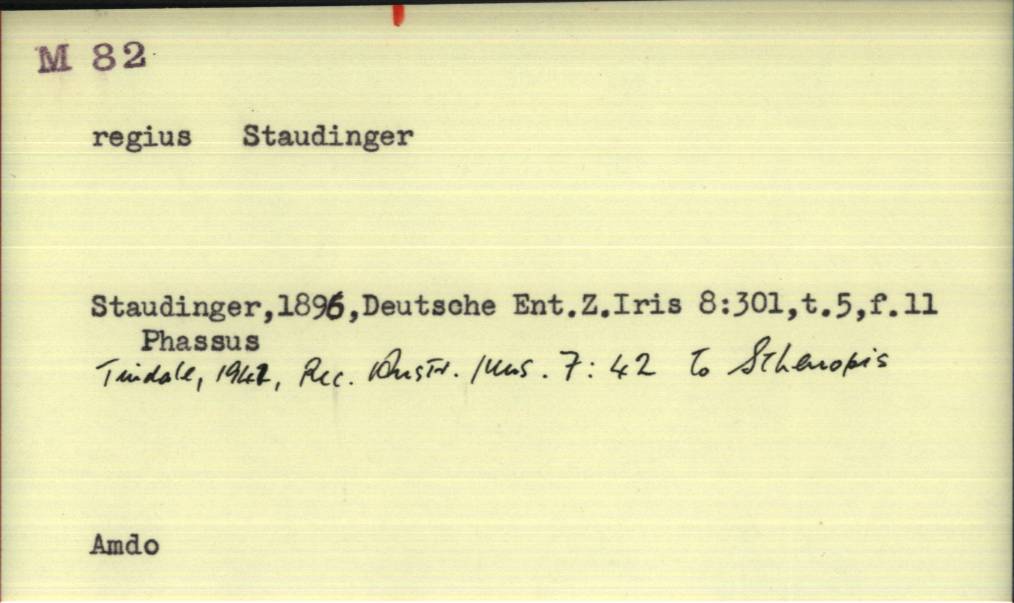 M 82
regius Staudinger
Staudinger,1896,Deutsche Ent.Z.Iris 8:301,t.5,f.11
Phassus
Tindale, 1942, Rec. Austr. Mus. 7: 42 to Sthenopis
Amdo